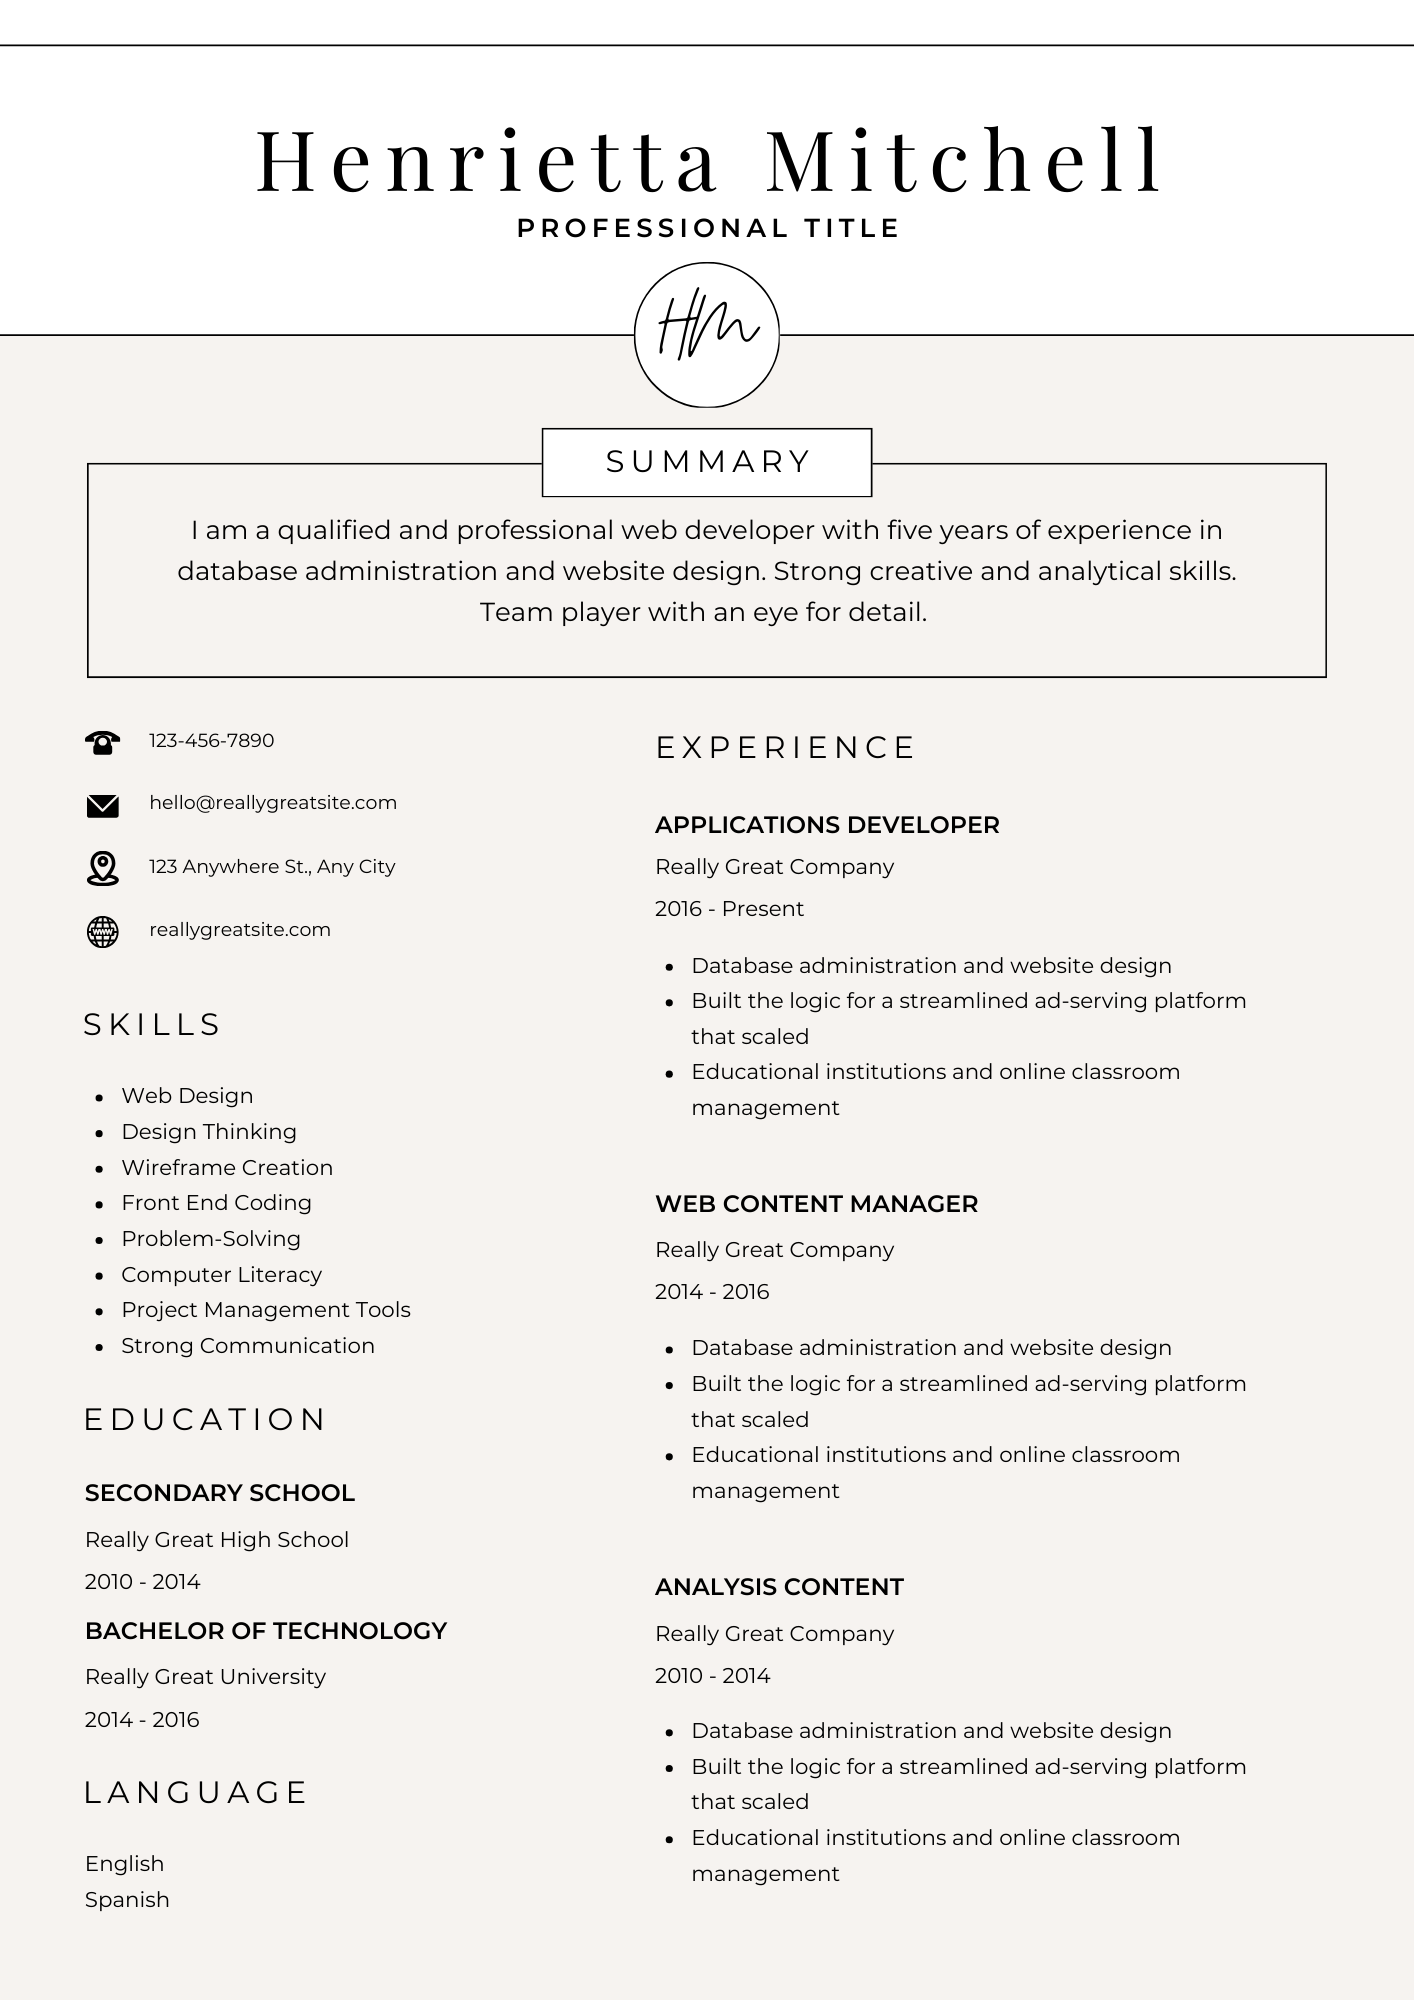 Henrietta Mitchell
PROFESSIONAL TITLE
HM
SUMMARY
I am a qualified and professional web developer with five years of experience in
database administration and website design. Strong creative and analytical skills.
Team player with an eye for detail.
123-456-7890
hello@reallygreatsite.com
123 Anywhere St., Any City
reallygreatsite.com
SKILLS
Web Design
Design Thinking
Wireframe Creation
Front End Coding
Problem-Solving
Computer Literacy
Project Management Tools
Strong Communication
EDUCATION
SECONDARY SCHOOL
Really Great High School
2010 - 2014
BACHELOR OF TECHNOLOGY
Really Great University
2014 - 2016
LANGUAGE
English
Spanish
EXPERIENCE
APPLICATIONS DEVELOPER
Really Great Company
2016 - Present
Database administration and website design
Built the logic for a streamlined ad-serving platform
that scaled
Educational institutions and online classroom
management
WEB CONTENT MANAGER
Really Great Company
2014 - 2016
Database administration and website design
Built the logic for a streamlined ad-serving platform
that scaled
Educational institutions and online classroom
management
ANALYSIS CONTENT
Really Great Company
2010 - 2014
Database administration and website design
Built the logic for a streamlined ad-serving platform
that scaled
Educational institutions and online classroom
management